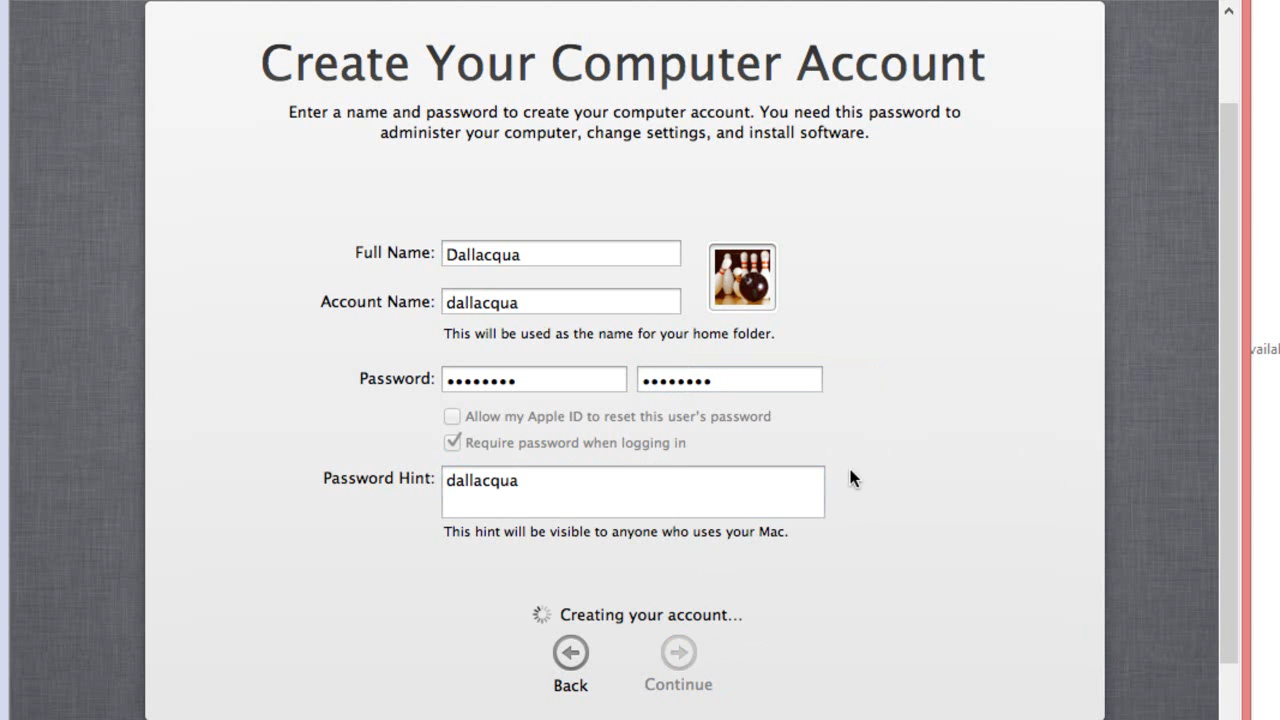 Create Your Computer Account
Enter a name and password to create your computer account. You need this password to
administer your computer, change settings, and install software.
Full Name: Dallacqua
Account Name: dallacqua
This will be used as the name for your home folder.
Password: •••••••• ••••••••
Allow my Apple ID to reset this user's password
Require password when logging in
Password Hint: dallacqua
This hint will be visible to anyone who uses your Mac.
Creating your account...
Back Continue